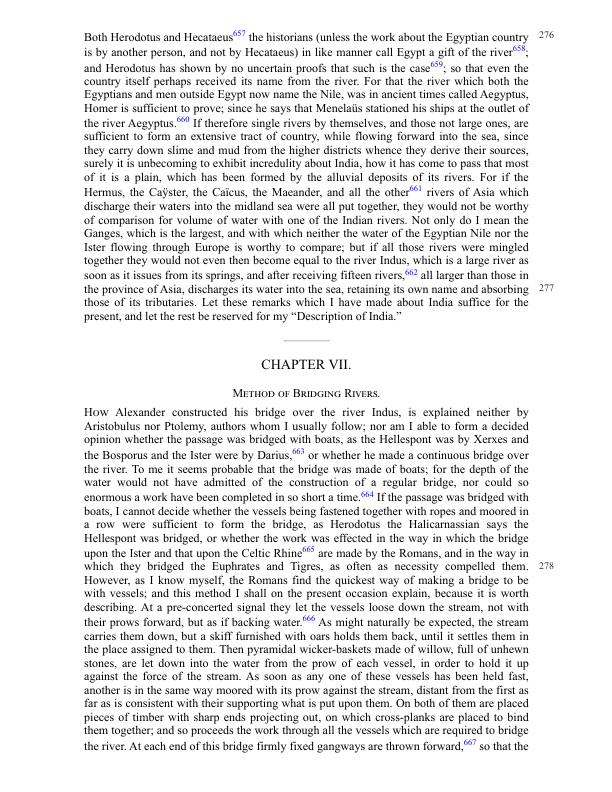 Both Herodotus and Hecataeus657 the historians (unless the work about the Egyptian country 276
is by another person, and not by Hecataeus) in like manner call Egypt a gift of the river658;
and Herodotus has shown by no uncertain proofs that such is the case659; so that even the
country itself perhaps received its name from the river. For that the river which both the
Egyptians and men outside Egypt now name the Nile, was in ancient times called Aegyptus,
Homer is sufficient to prove; since he says that Menelaüs stationed his ships at the outlet of
the river Aegyptus.660 If therefore single rivers by themselves, and those not large ones, are
sufficient to form an extensive tract of country, while flowing forward into the sea, since
they carry down slime and mud from the higher districts whence they derive their sources,
surely it is unbecoming to exhibit incredulity about India, how it has come to pass that most
of it is a plain, which has been formed by the alluvial deposits of its rivers. For if the
Hermus, the Caÿster, the Caïcus, the Maeander, and all the other661 rivers of Asia which
discharge their waters into the midland sea were all put together, they would not be worthy
of comparison for volume of water with one of the Indian rivers. Not only do I mean the
Ganges, which is the largest, and with which neither the water of the Egyptian Nile nor the
Ister flowing through Europe is worthy to compare; but if all those rivers were mingled
together they would not even then become equal to the river Indus, which is a large river as
soon as it issues from its springs, and after receiving fifteen rivers,662 all larger than those in
the province of Asia, discharges its water into the sea, retaining its own name and absorbing 277
those of its tributaries. Let these remarks which I have made about India suffice for the
present, and let the rest be reserved for my “Description of India.”
CHAPTER VII.
Method of Bridging Rivers.
How Alexander constructed his bridge over the river Indus, is explained neither by
Aristobulus nor Ptolemy, authors whom I usually follow; nor am I able to form a decided
opinion whether the passage was bridged with boats, as the Hellespont was by Xerxes and
the Bosporus and the Ister were by Darius,663 or whether he made a continuous bridge over
the river. To me it seems probable that the bridge was made of boats; for the depth of the
water would not have admitted of the construction of a regular bridge, nor could so
enormous a work have been completed in so short a time.664 If the passage was bridged with
boats, I cannot decide whether the vessels being fastened together with ropes and moored in
a row were sufficient to form the bridge, as Herodotus the Halicarnassian says the
Hellespont was bridged, or whether the work was effected in the way in which the bridge
upon the Ister and that upon the Celtic Rhine665 are made by the Romans, and in the way in
which they bridged the Euphrates and Tigres, as often as necessity compelled them. 278
However, as I know myself, the Romans find the quickest way of making a bridge to be
with vessels; and this method I shall on the present occasion explain, because it is worth
describing. At a pre-concerted signal they let the vessels loose down the stream, not with
their prows forward, but as if backing water.666 As might naturally be expected, the stream
carries them down, but a skiff furnished with oars holds them back, until it settles them in
the place assigned to them. Then pyramidal wicker-baskets made of willow, full of unhewn
stones, are let down into the water from the prow of each vessel, in order to hold it up
against the force of the stream. As soon as any one of these vessels has been held fast,
another is in the same way moored with its prow against the stream, distant from the first as
far as is consistent with their supporting what is put upon them. On both of them are placed
pieces of timber with sharp ends projecting out, on which cross-planks are placed to bind
them together; and so proceeds the work through all the vessels which are required to bridge
the river. At each end of this bridge firmly fixed gangways are thrown forward,667 so that the